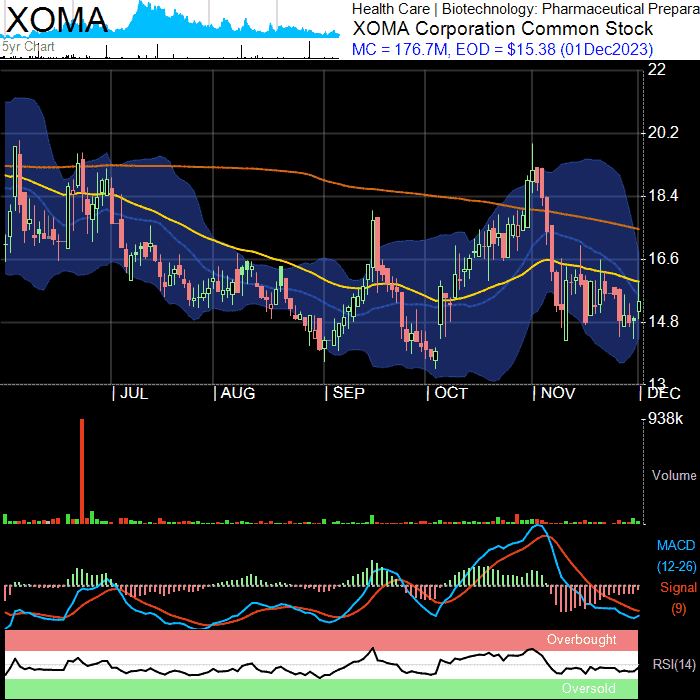 XOMA
5yr Chart
Health Care | Biotechnology: Pharmaceutical Prepara
XOMA Corporation Common Stock
MC = 176.7M, EOD = $15.38 (01Dec2023)
22
20.2
18.4
16.6
14.8
13
JUL
AUG
SEP
OCT
NOV
DEC
938k
Volume
MACD
(12-26)
Signal
(9)
Overbought
RSI(14)
Oversold